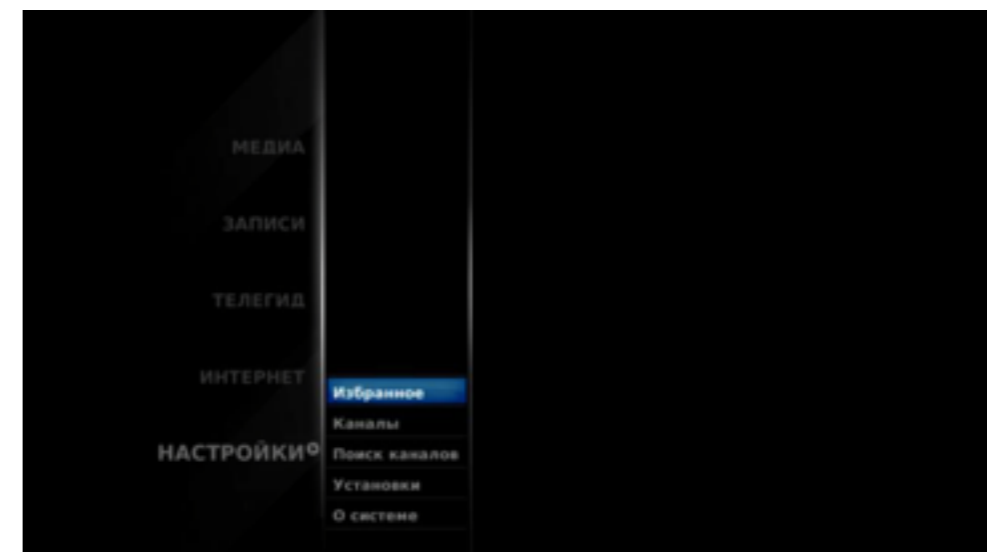 МЕДИА
ЗАПИСИ
ТЕЛЕГИД
ИНТЕРНЕТ
НАСТРОЙКИ
Избранное
Каналы
Поиск каналов
Установки
О системе